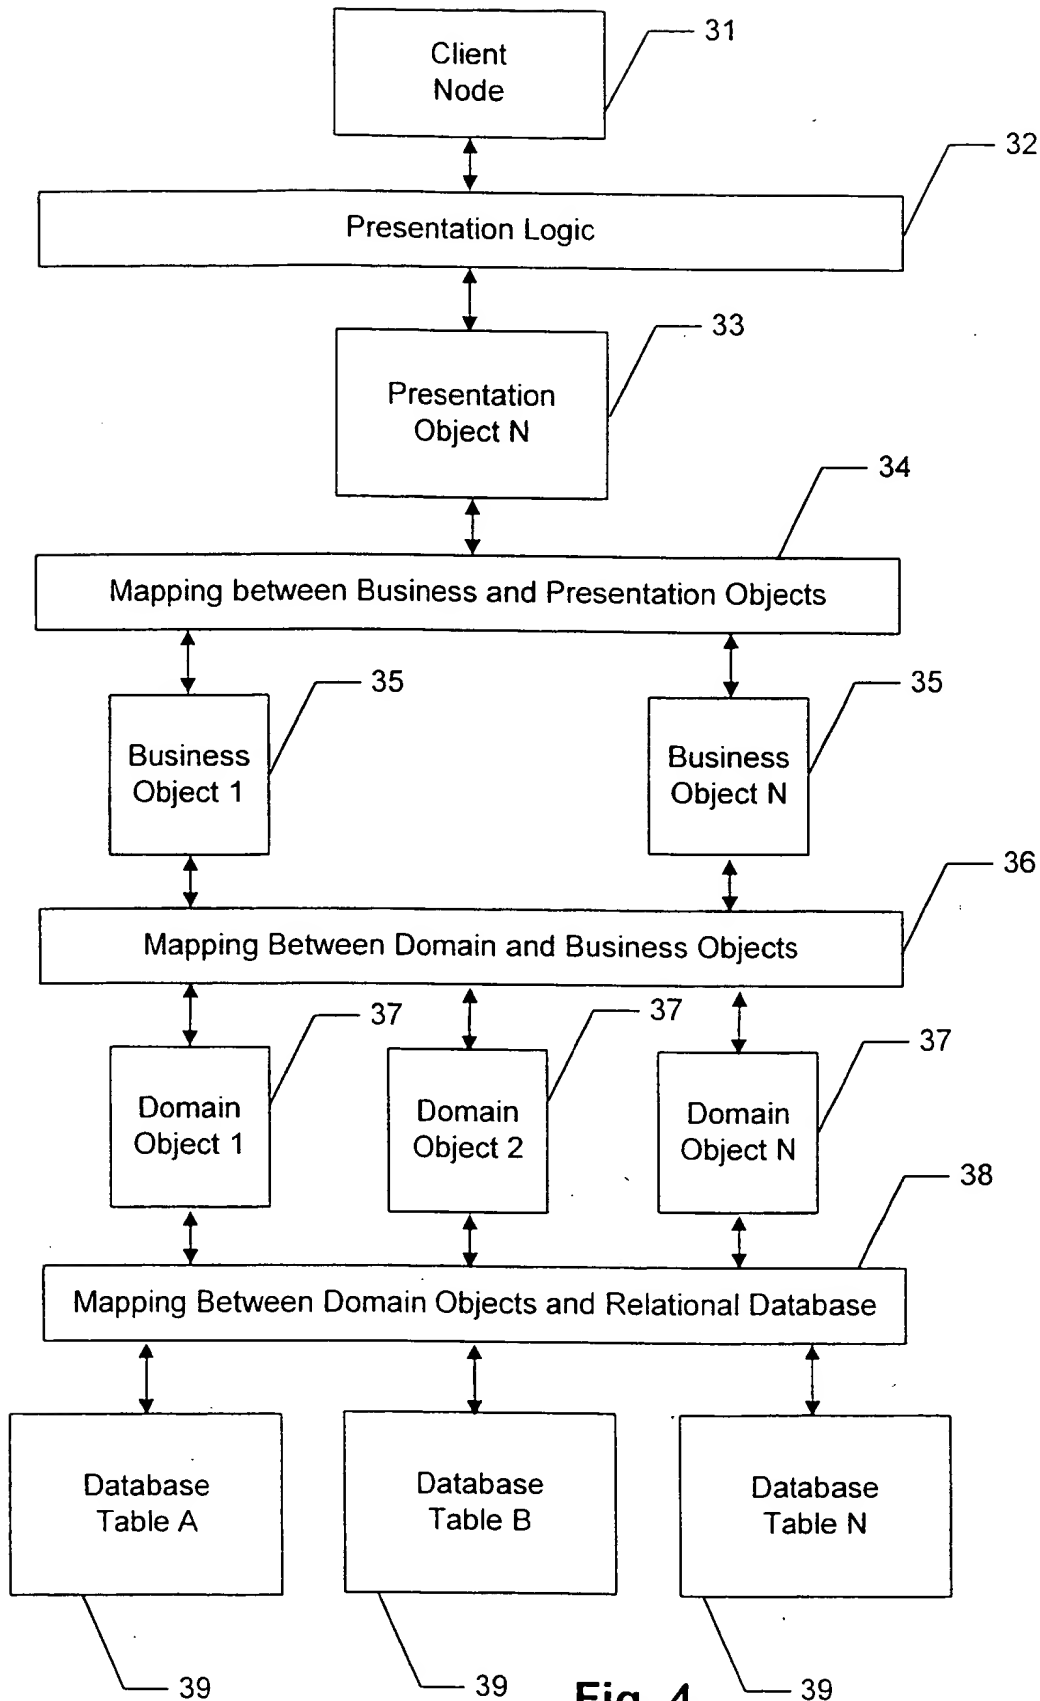 Client
Node
31
32
Presentation Logic
33
Presentation
Object N
34
Mapping between Business and Presentation Objects
35
35
Business
Object 1
Business
Object N
36
Mapping Between Domain and Business Objects
37
37
37
Domain
Object 1
Domain
Object 2
Domain
Object N
38
Mapping Between Domain Objects and Relational Database
Database
Table A
Database
Table B
Database
Table N
39
39
39
Fig. 4